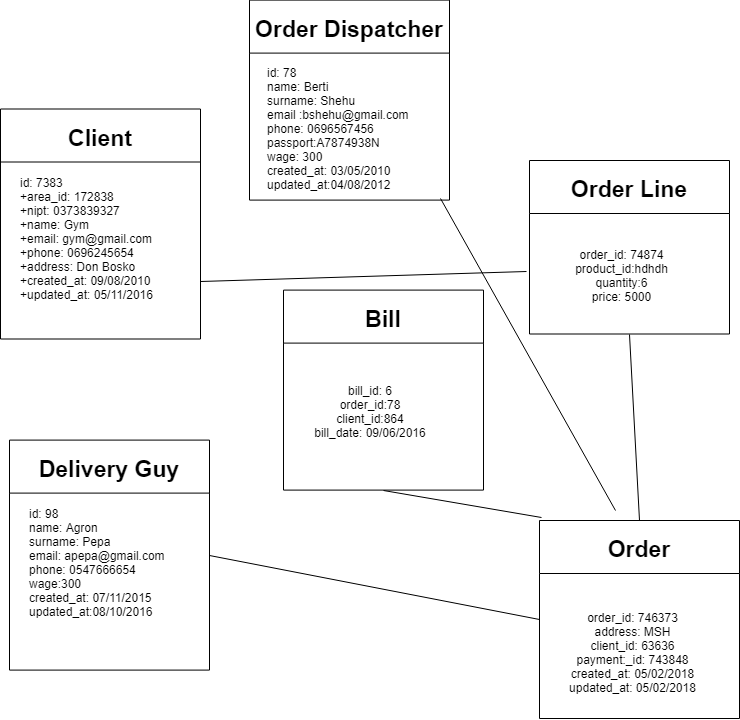 Order Dispatcher
id: 78
name: Berti
surname: Shehu
email :bshehu@gmail.com
phone: 0696567456
passport:A7874938N
wage: 300
created_at: 03/05/2010
updated_at:04/08/2012
Client
id: 7383
+area_id: 172838
+nipt: 0373839327
+name: Gym
+email: gym@gmail.com
+phone: 0696245654
+address: Don Bosko
+created_at: 09/08/2010
+updated_at: 05/11/2016
Order Line
order_id: 74874
product_id:hdhdh
quantity:6
price: 5000
Bill
bill_id: 6
order_id:78
client_id:864
bill_date: 09/06/2016
Delivery Guy
id: 98
name: Agron
surname: Pepa
email: apepa@gmail.com
phone: 0547666654
wage:300
created_at: 07/11/2015
updated_at:08/10/2016
Order
order_id: 746373
address: MSH
client_id: 63636
payment:_id: 743848
created_at: 05/02/2018
updated_at: 05/02/2018